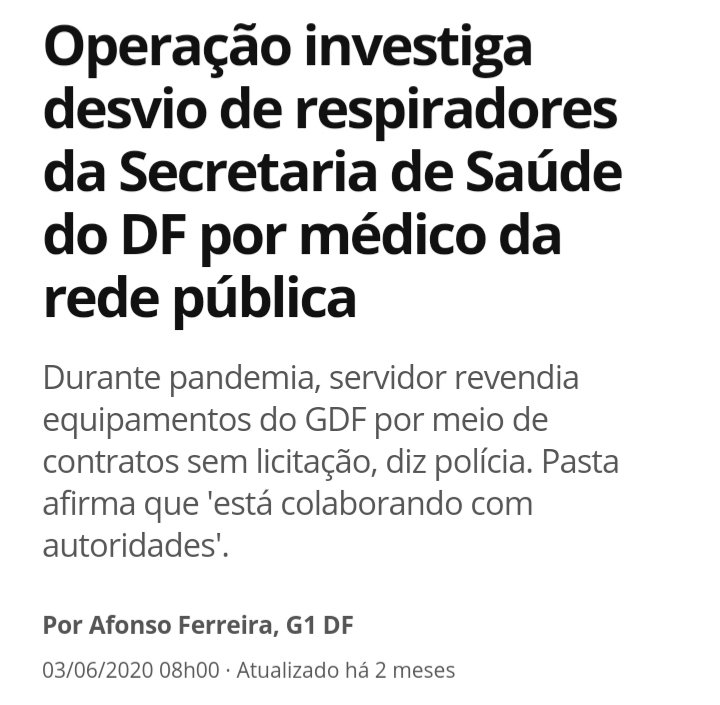 Operação investiga
desvio de respiradores
da Secretaria de Saúde
do DF por médico da
rede pública
Durante pandemia, servidor revendia
equipamentos do GDF por meio de
contratos sem licitação, diz polícia. Pasta
afirma que 'está colaborando com
autoridades'.
Por Afonso Ferreira, G1 DF
03/06/2020 08h00 · Atualizado há 2 meses